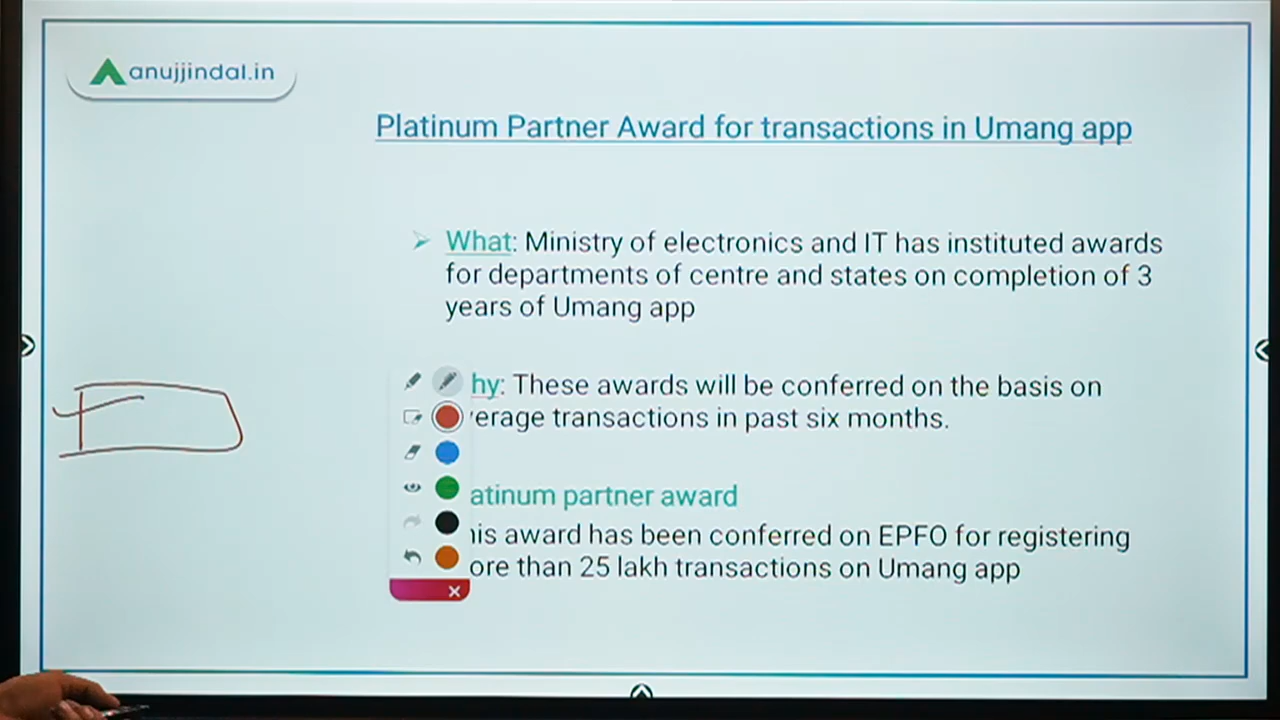 anujjindal.in
Platinum Partner Award for transactions in Umang app
What: Ministry of electronics and IT has instituted awards
for departments of centre and states on completion of 3
years of Umang app
hy: These awards will be conferred on the basis on
erage transactions in past six months.
atinum partner award
is award has been conferred on EPFO for registering
ore than 25 lakh transactions on Umang app